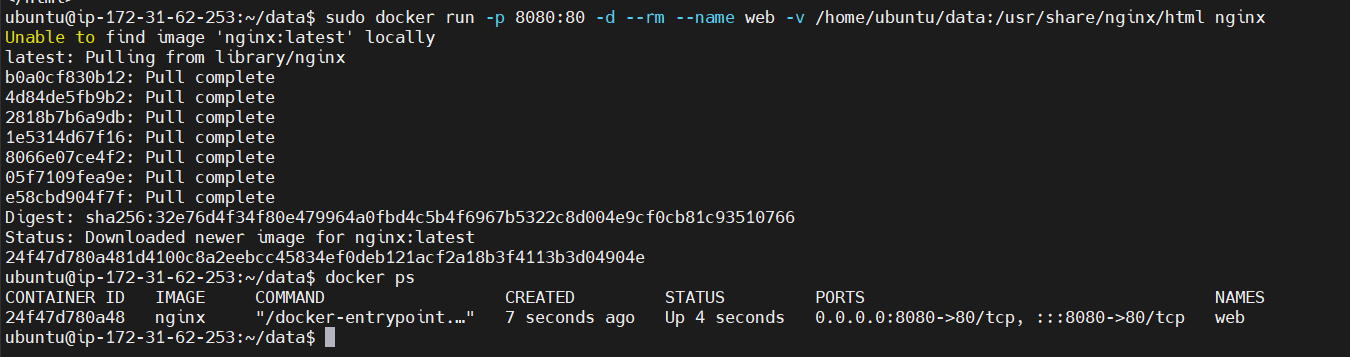 </html>
ubuntu@ip-172-31-62-253:~/data$ sudo docker run -p 8080:80 -d --rm --name web -v /home/ubuntu/data:/usr/share/nginx/html nginx
Unable to find image 'nginx:latest' locally
latest: Pulling from library/nginx
b0a0cf830b12: Pull complete
4d84de5fb9b2: Pull complete
2818b7b6a9db: Pull complete
1e5314d67f16: Pull complete
8066e07ce4f2: Pull complete
05f7109fea9e: Pull complete
e58cbd904f7f: Pull complete
Digest: sha256:32e76d4f34f80e479964a0fbd4c5b4f6967b5322c8d004e9cf0cb81c93510766
Status: Downloaded newer image for nginx:latest
24f47d780a481d4100c8a2eebcc45834ef0deb121acf2a18b3f4113b3d04904e
ubuntu@ip-172-31-62-253:~/data$ docker ps
CONTAINER ID   IMAGE     COMMAND                  CREATED         STATUS         PORTS                                   NAMES
24f47d780a48   nginx     "/docker-entrypoint.…"   7 seconds ago   Up 4 seconds   0.0.0.0:8080->80/tcp, :::8080->80/tcp   web
ubuntu@ip-172-31-62-253:~/data$